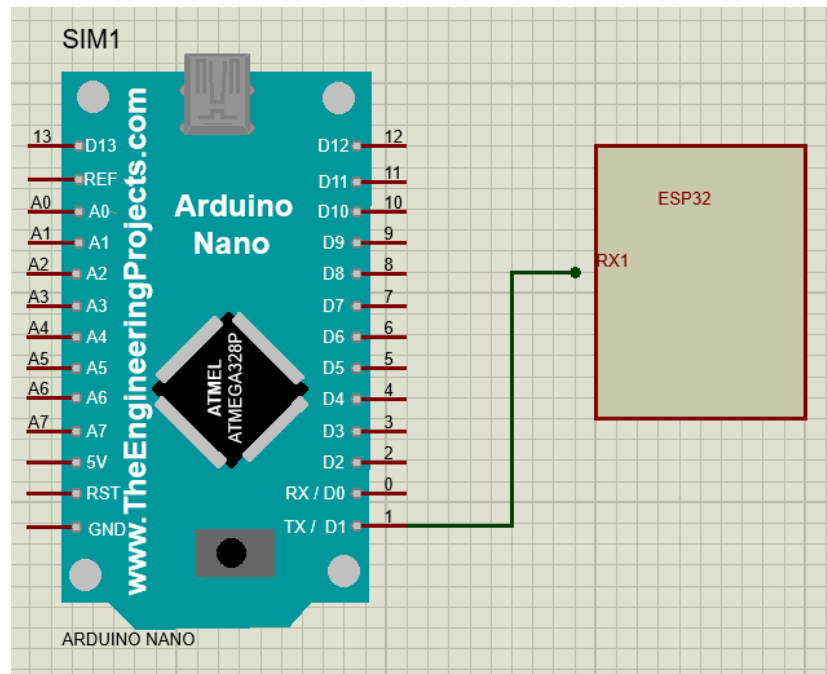 SIM1
www.TheEngineeringProjects.com
Arduino
Nano
ATMEL
ATMEGA328P
13 D13
REF
A0 A0
A1 A1
A2 A2
A3 A3
A4 A4
A5 A5
A6 A6
A7 A7
5V
RST
GND
D12 12
D11 11
D10 10
D9 9
D8 8
D7 7
D6 6
D5 5
D4 4
D3 3
D2 2
RX / D0 0
TX / D1 1
ARDUINO NANO
ESP32
RX1